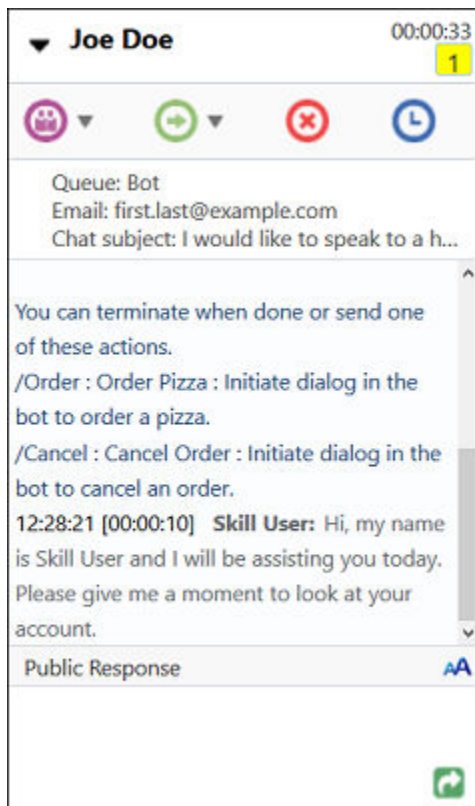 Joe Doe
00:00:33
1
Queue: Bot
Email: first.last@example.com
Chat subject: I would like to speak to a h...
You can terminate when done or send one
of these actions.
/Order : Order Pizza : Initiate dialog in the
bot to order a pizza.
/Cancel : Cancel Order : Initiate dialog in the
bot to cancel an order.
12:28:21 [00:00:10] Skill User: Hi, my name
is Skill User and I will be assisting you today.
Please give me a moment to look at your
account.
Public Response
AA